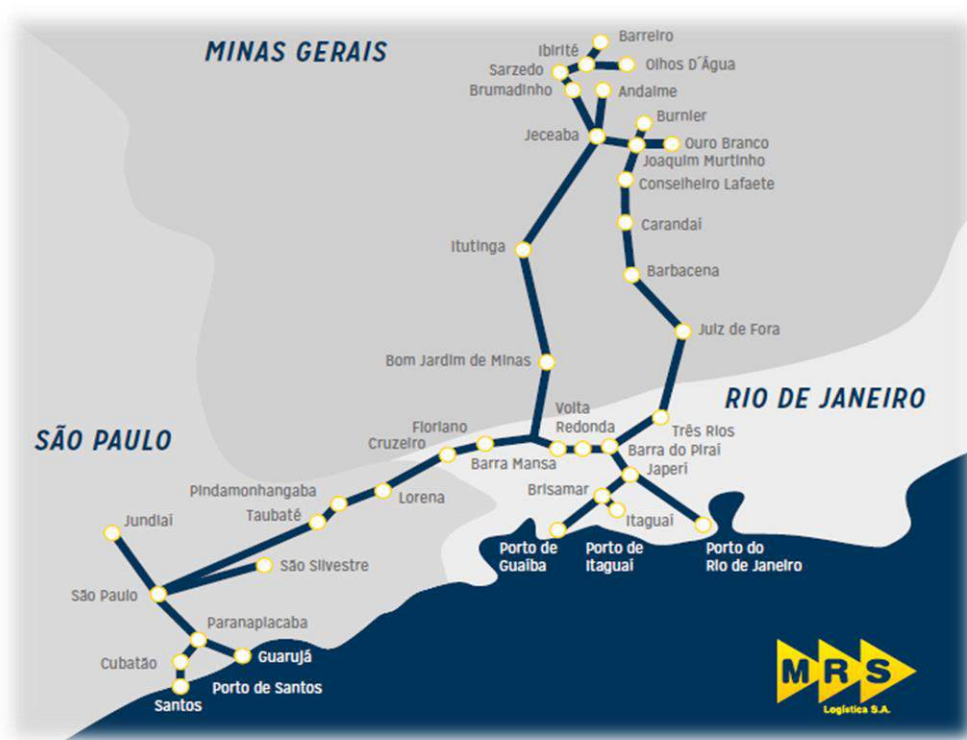 MINAS GERAIS
Barreiro
Ibirité
Olhos D´Água
Sarzedo
Brumadinho
Andaime
Burnier
Jeceaba
Ouro Branco
Joaquim Murtinho
Conselheiro Lafaete
Carandaí
Itutinga
Barbacena
Juiz de Fora
Bom Jardim de Minas
RIO DE JANEIRO
SÃO PAULO
Floriano
Volta
Redonda
Três Rios
Cruzeiro
Barra Mansa
Barra do Piraí
Japeri
Pindamonhangaba
Lorena
Brisamar
Taubaté
Itaguaí
Jundiaí
Porto de
Guaíba
Porto de
Itaguaí
Porto do
Rio de Janeiro
São Silvestre
São Paulo
Paranapiacaba
Cubatão
Guarujá
Porto de Santos
Santos
MRS
Logística S.A.